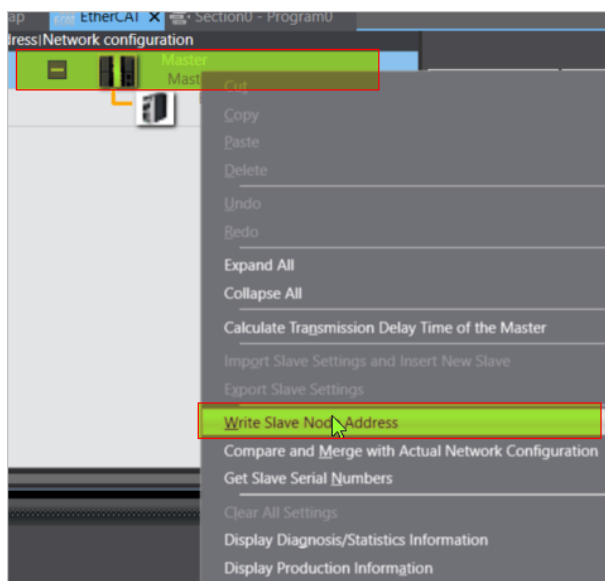 EtherCAT × Section0 - Program0
dress|Network configuration
Master
Mast
Cut
Copy
Paste
Delete
Undo
Redo
Expand All
Collapse All
Calculate Transmission Delay Time of the Master
Import Slave Settings and Insert New Slave
Export Slave Settings
Write Slave Node Address
Compare and Merge with Actual Network Configuration
Get Slave Serial Numbers
Clear All Settings
Display Diagnosis/Statistics Information
Display Production Information